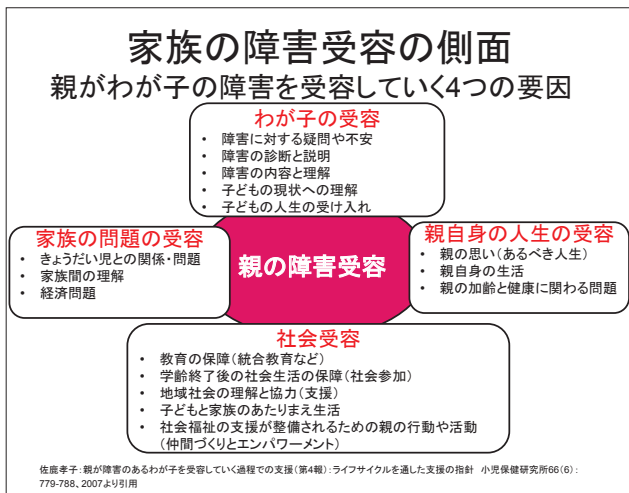 家族の障害受容の側面
親がわが子の障害を受容していく4つの要因
わが子の受容
• 障害に対する疑問や不安
• 障害の診断と説明
• 障害の内容と理解
• 子どもの現状への理解
• 子どもの人生の受け入れ
家族の問題の受容
• きょうだい児との関係・問題
• 家族間の理解
• 経済問題
親の障害受容
親自身の人生の受容
• 親の思い(あるべき人生)
• 親自身の生活
• 親の加齢と健康に関わる問題
社会受容
• 教育の保障(統合教育など)
• 学齢終了後の社会生活の保障(社会参加)
• 地域社会の理解と協力(支援)
• 子どもと家族のあたりまえ生活
• 社会福祉の支援が整備されるための親の行動や活動
(仲間づくりとエンパワーメント)
佐鹿孝子:親が障害のあるわが子を受容していく過程での支援(第4報):ライフサイクルを通した支援の指針 小児保健研究所66(6):
779-788、2007より引用